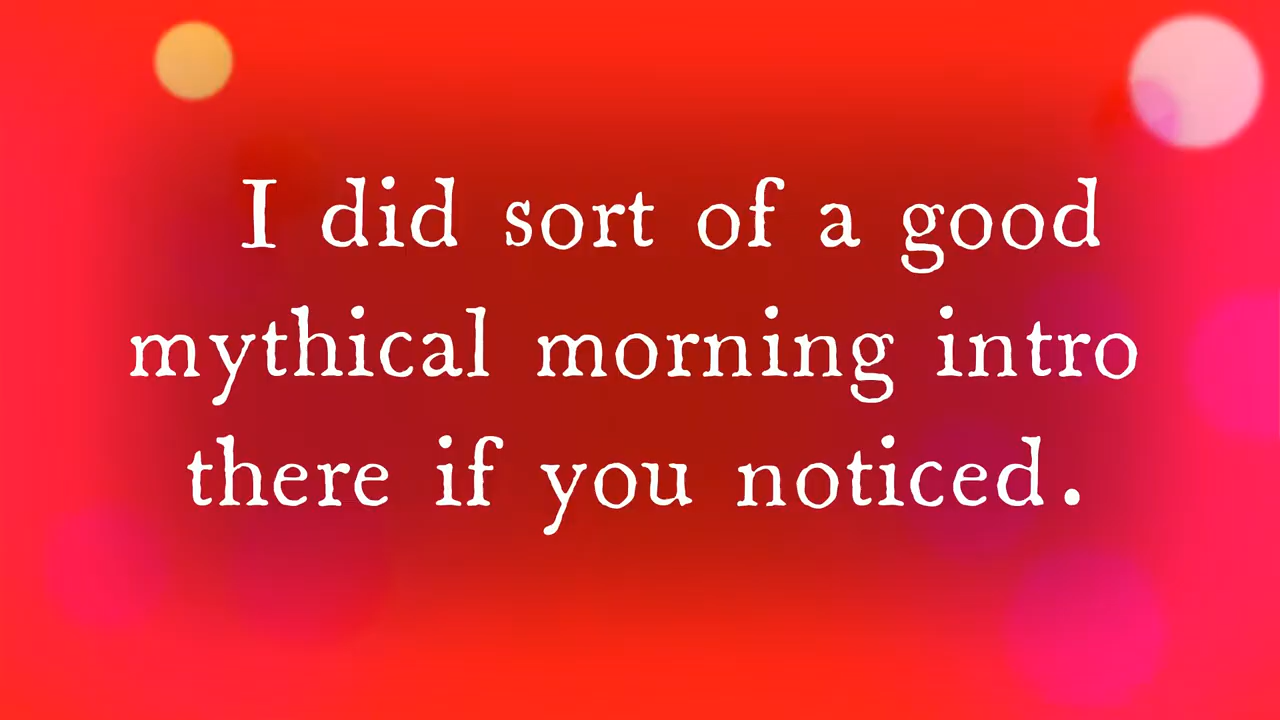 I did sort of a good
mythical morning intro
there if you noticed.